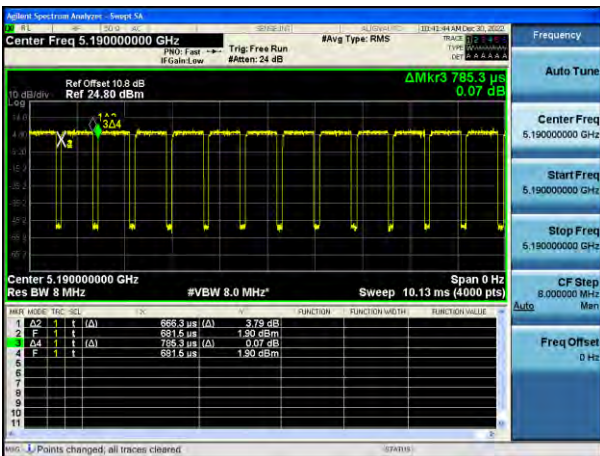 Agilent Spectrum Analyzer - Swept SA
RL RF 50 Ω AC SENSE:INT ALIGN AUTO 10:41:44 AM Dec 30, 2022
Center Freq 5.190000000 GHz
PNO: Fast
IFGain:Low
Trig: Free Run
#Atten: 24 dB
#Avg Type: RMS
TRACE
TYPE
DET A A A A A A
Ref Offset 10.8 dB
Ref 24.80 dBm
ΔMkr3 785.3 µs
0.07 dB
10 dB/div
Log
14.8
4.80
1Δ2
3Δ4
Center 5.190000000 GHz
Span 0 Hz
Res BW 8 MHz
#VBW 8.0 MHz*
Sweep 10.13 ms (4000 pts)
MKR MODE TRC SCL X Y FUNCTION FUNCTION WIDTH FUNCTION VALUE
1 Δ2 1 t (Δ) 666.3 µs (Δ) 3.79 dB
2 F 1 t 681.5 µs 1.90 dBm
3 Δ4 1 t (Δ) 785.3 µs (Δ) 0.07 dB
4 F 1 t 681.5 µs 1.90 dBm
5
6
7
8
9
10
11
MSG Points changed; all traces cleared STATUS
Frequency
Auto Tune
Center Freq
5.190000000 GHz
Start Freq
5.190000000 GHz
Stop Freq
5.190000000 GHz
CF Step
8.000000 MHz
Auto Man
Freq Offset
0 Hz